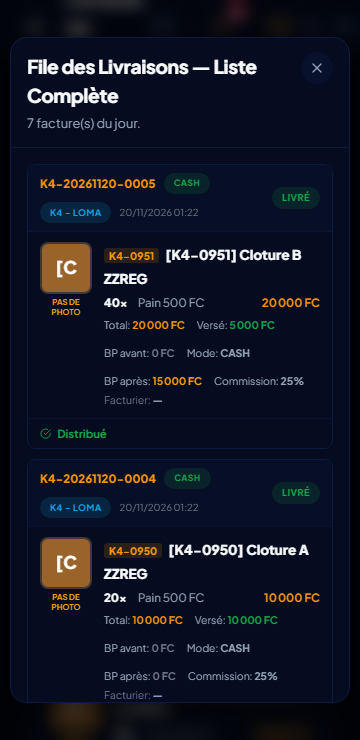 File des Livraisons — Liste
Complète
7 facture(s) du jour.
K4-20261120-0005 CASH
LIVRÉ
K4 - LOMA 20/11/2026 01:22
[C
PAS DE
PHOTO
K4-0951 [K4-0951] Cloture B
ZZREG
40× Pain 500 FC 20 000 FC
Total: 20 000 FC Versé: 5 000 FC
BP avant: 0 FC Mode: CASH
BP après: 15 000 FC Commission: 25%
Facturier: —
Distribué
K4-20261120-0004 CASH
LIVRÉ
K4 - LOMA 20/11/2026 01:22
[C
PAS DE
PHOTO
K4-0950 [K4-0950] Cloture A
ZZREG
20× Pain 500 FC 10 000 FC
Total: 10 000 FC Versé: 10 000 FC
BP avant: 0 FC Mode: CASH
BP après: 0 FC Commission: 25%
Facturier: —